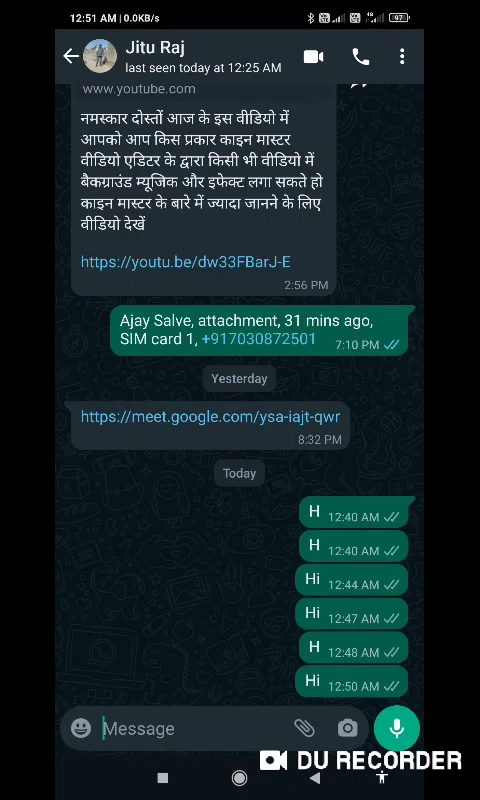 12:51 AM | 0.0KB/s
97
Jitu Raj
last seen today at 12:25 AM
www.youtube.com
नमस्कार दोस्तों आज के इस वीडियो में
आपको आप किस प्रकार काइन मास्टर
वीडियो एडिटर के द्वारा किसी भी वीडियो में
बैकग्राउंड म्यूजिक और इफेक्ट लगा सकते हो
काइन मास्टर के बारे में ज्यादा जानने के लिए
वीडियो देखें
https://youtu.be/dw33FBarJ-E
2:56 PM
Ajay Salve, attachment, 31 mins ago,
SIM card 1, +917030872501 7:10 PM
Yesterday
https://meet.google.com/ysa-iajt-qwr
8:32 PM
Today
H 12:40 AM
H 12:40 AM
Hi 12:44 AM
Hi 12:47 AM
H 12:48 AM
Hi 12:50 AM
Message
DU RECORDER